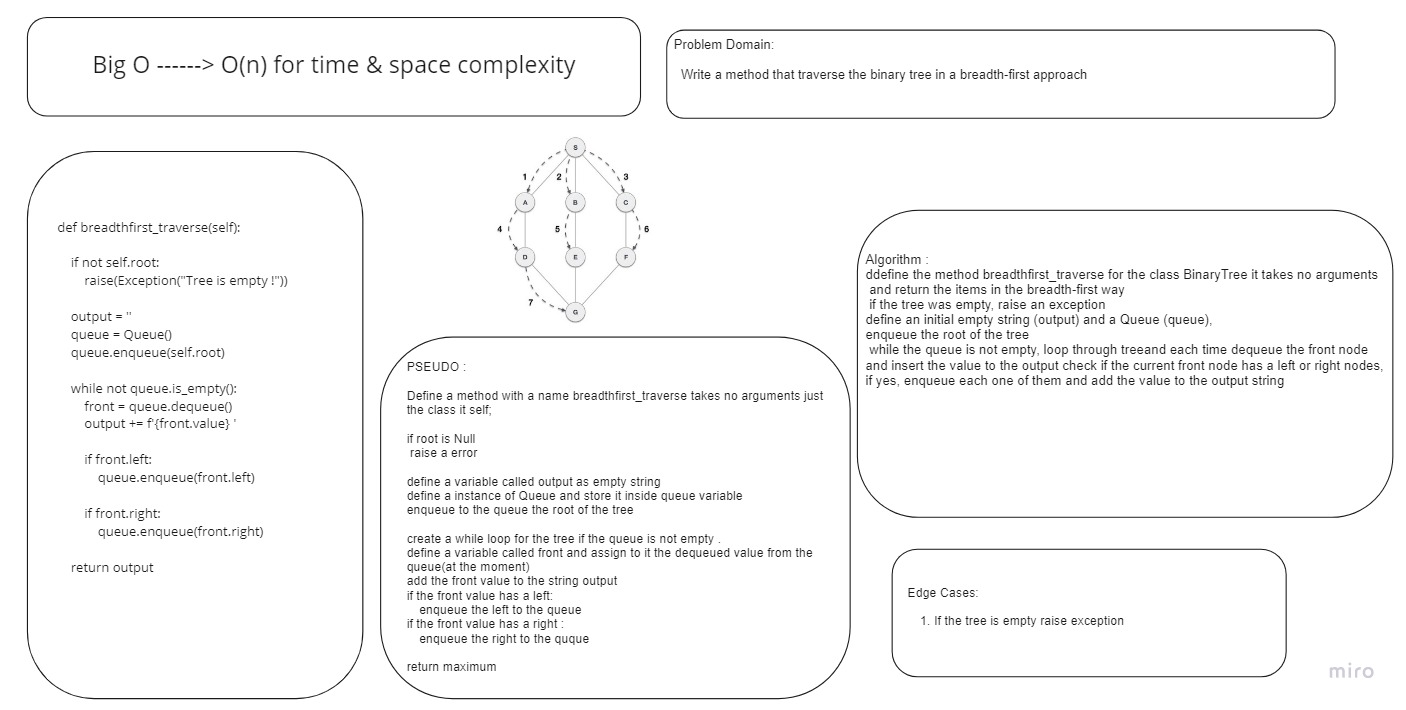 Big O ------> O(n) for time & space complexity
Problem Domain:
Write a method that traverse the binary tree in a breadth-first approach
def breadthfirst_traverse(self):
if not self.root:
raise(Exception("Tree is empty !"))
output = ''
queue = Queue()
queue.enqueue(self.root)
while not queue.is_empty():
front = queue.dequeue()
output += f'{front.value} '
if front.left:
queue.enqueue(front.left)
if front.right:
queue.enqueue(front.right)
return output
S
1 2 3
A B C
4 5 6
D E F
7
G
PSEUDO :
Define a method with a name breadthfirst_traverse takes no arguments just
the class it self;
if root is Null
raise a error
define a variable called output as empty string
define a instance of Queue and store it inside queue variable
enqueue to the queue the root of the tree
create a while loop for the tree if the queue is not empty .
define a variable called front and assign to it the dequeued value from the
queue(at the moment)
add the front value to the string output
if the front value has a left:
enqueue the left to the queue
if the front value has a right :
enqueue the right to the quque
return maximum
Algorithm :
ddefine the method breadthfirst_traverse for the class BinaryTree it takes no arguments
and return the items in the breadth-first way
if the tree was empty, raise an exception
define an initial empty string (output) and a Queue (queue),
enqueue the root of the tree
while the queue is not empty, loop through treeand each time dequeue the front node
and insert the value to the output check if the current front node has a left or right nodes,
if yes, enqueue each one of them and add the value to the output string
Edge Cases:
1. If the tree is empty raise exception
miro